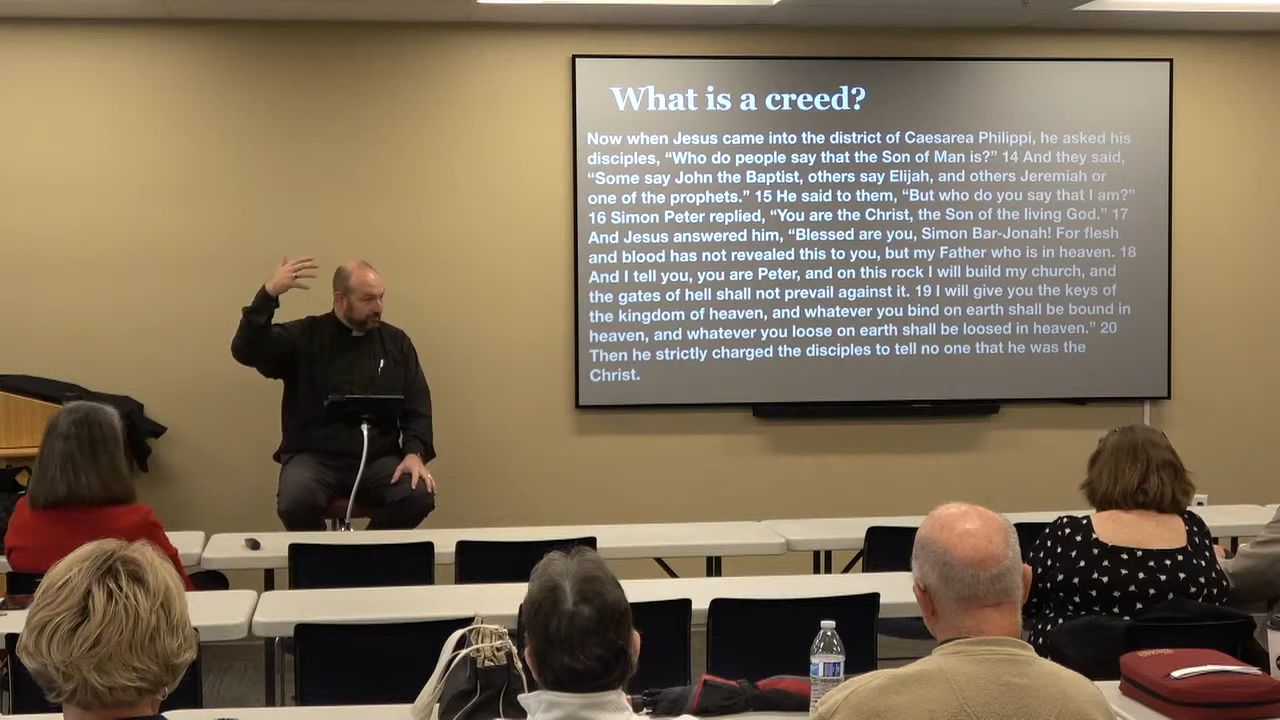 What is a creed?
Now when Jesus came into the district of Caesarea Philippi, he asked his
disciples, “Who do people say that the Son of Man is?” 14 And they said,
“Some say John the Baptist, others say Elijah, and others Jeremiah or
one of the prophets.” 15 He said to them, “But who do you say that I am?”
16 Simon Peter replied, “You are the Christ, the Son of the living God.” 17
And Jesus answered him, “Blessed are you, Simon Bar-Jonah! For flesh
and blood has not revealed this to you, but my Father who is in heaven. 18
And I tell you, you are Peter, and on this rock I will build my church, and
the gates of hell shall not prevail against it. 19 I will give you the keys of
the kingdom of heaven, and whatever you bind on earth shall be bound in
heaven, and whatever you loose on earth shall be loosed in heaven.” 20
Then he strictly charged the disciples to tell no one that he was the
Christ.